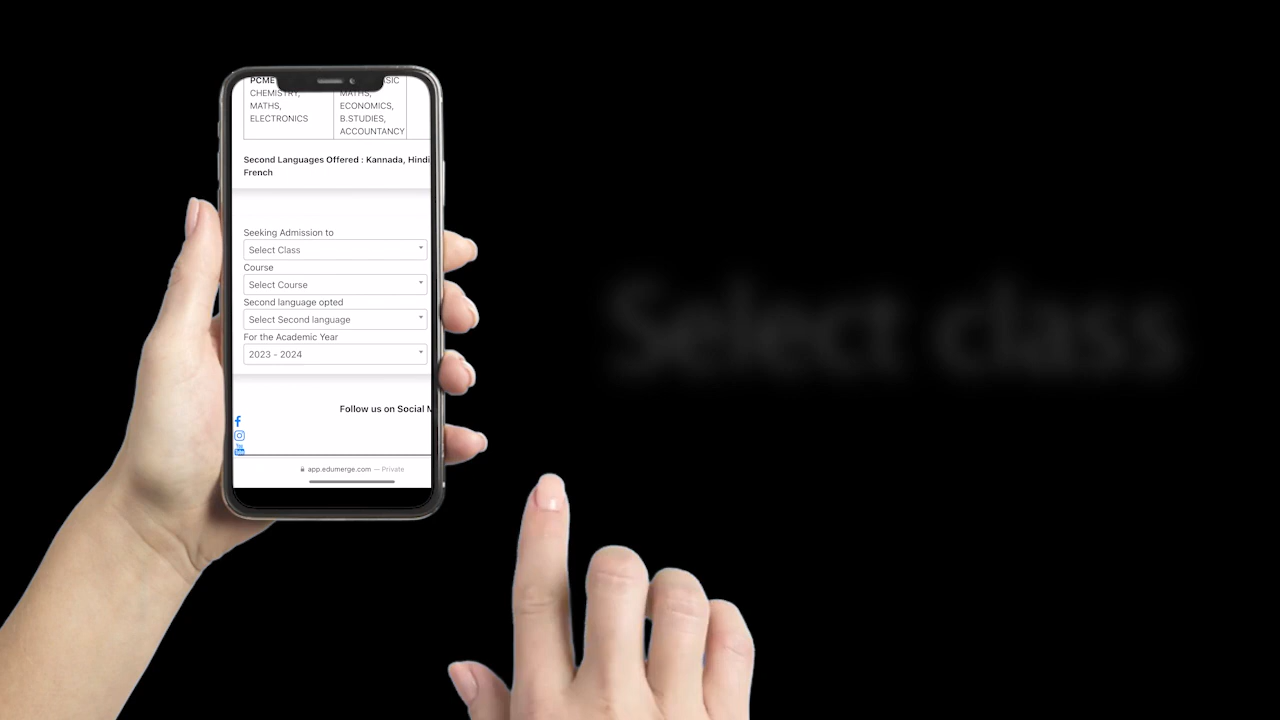 PCME
CHEMISTRY,
MATHS,
ELECTRONICS
MATHS,
ECONOMICS,
B.STUDIES,
ACCOUNTANCY
Second Languages Offered : Kannada, Hindi
French
Seeking Admission to
Select Class
Course
Select Course
Second language opted
Select Second language
For the Academic Year
2023 - 2024
Follow us on Social
app.edumerge.com — Private
Select class